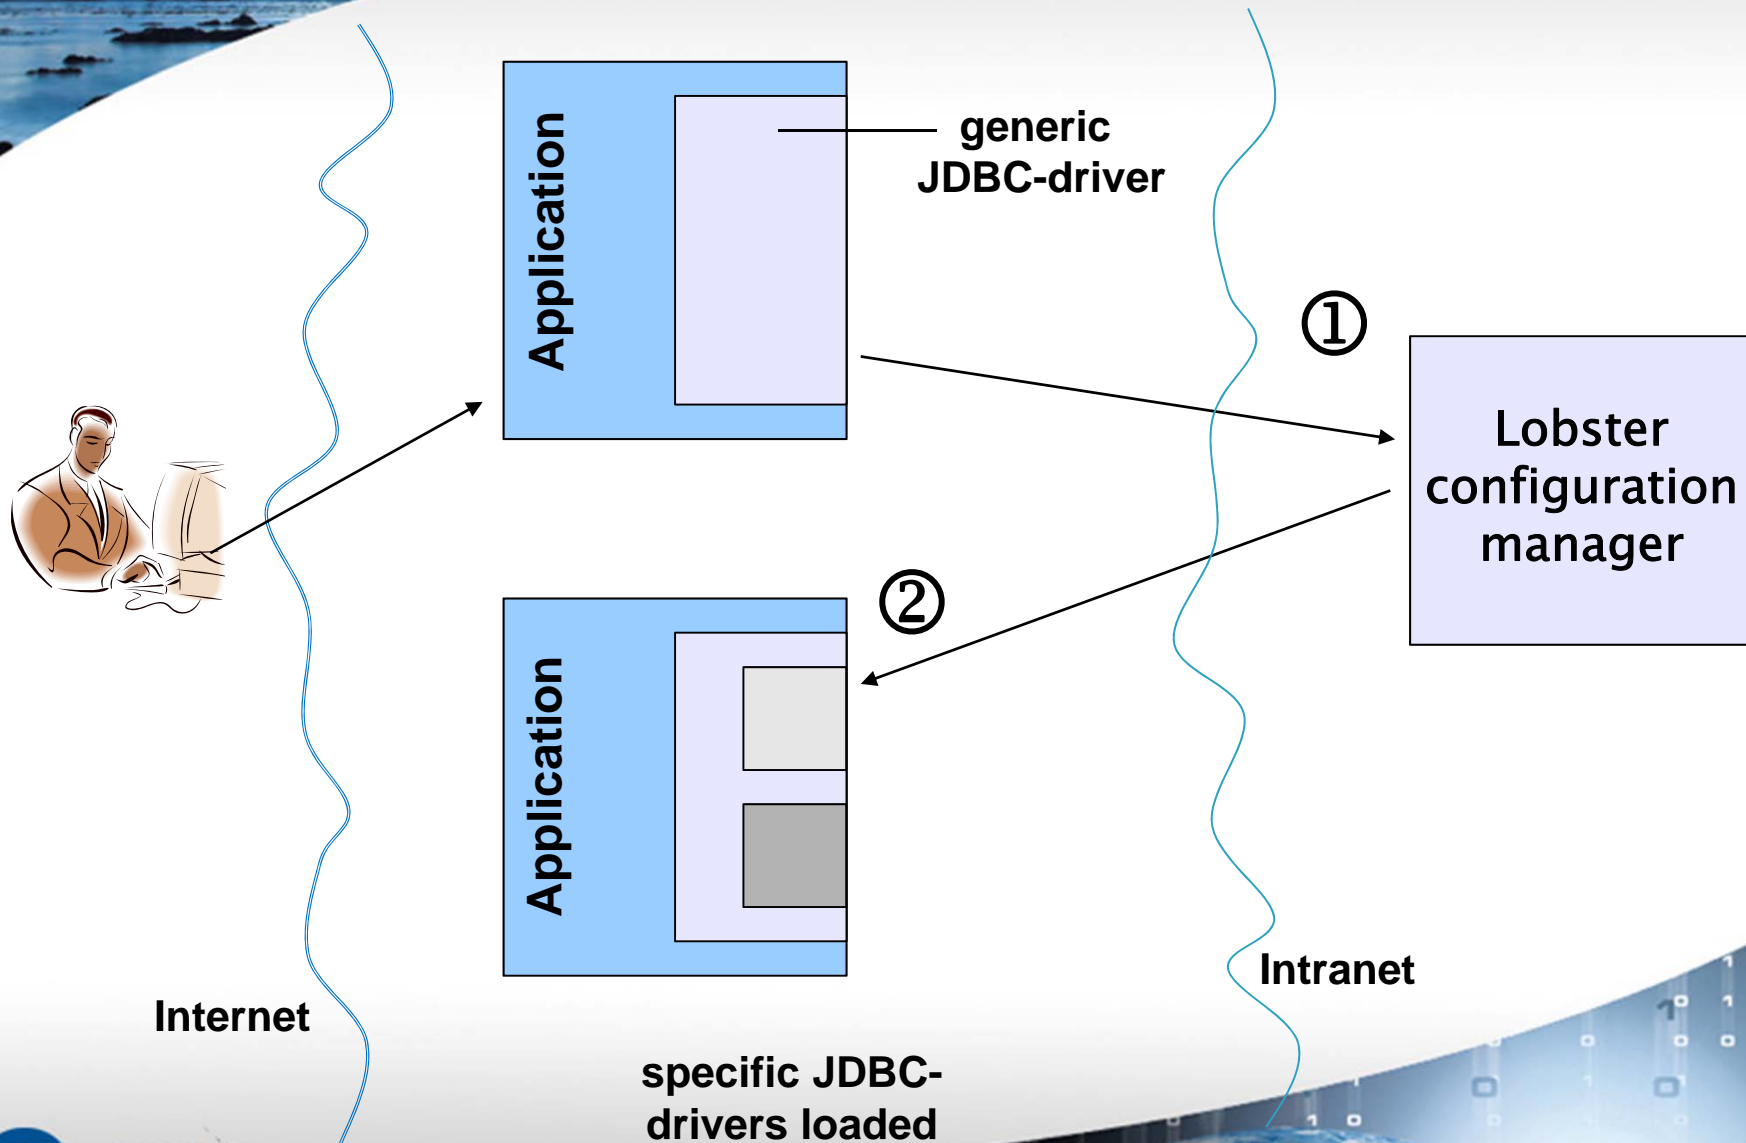 Application
generic
JDBC-driver
①
Lobster
configuration
manager
②
Application
Intranet
Internet
specific JDBC-
drivers loaded